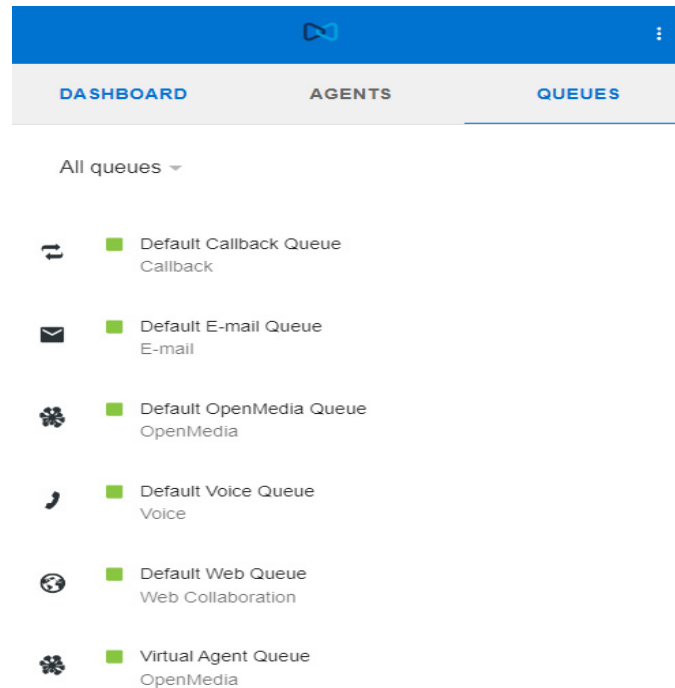 DASHBOARD AGENTS QUEUES
All queues
Default Callback Queue
Callback
Default E-mail Queue
E-mail
Default OpenMedia Queue
OpenMedia
Default Voice Queue
Voice
Default Web Queue
Web Collaboration
Virtual Agent Queue
OpenMedia